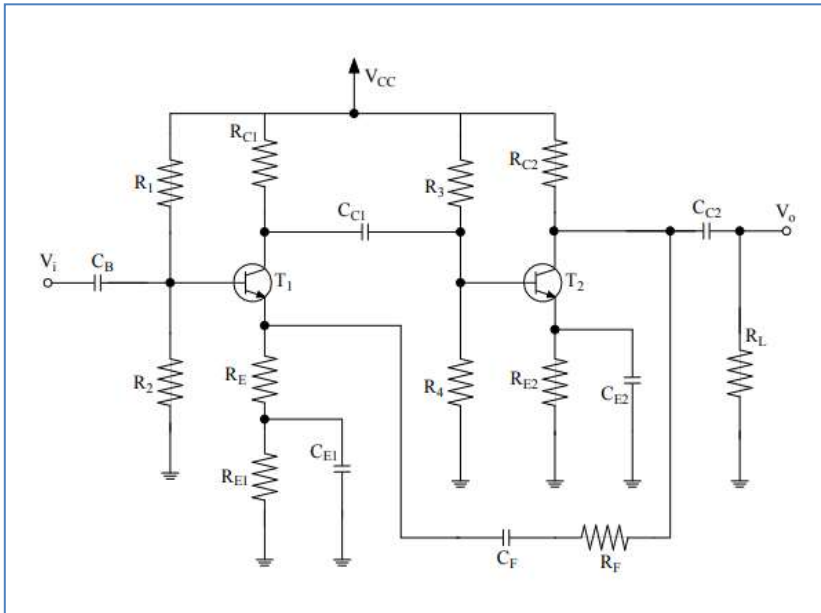 V_CC
R_C1
R_C2
R_1
R_3
C_C1
C_C2
V_o
V_i
C_B
T_1
T_2
R_L
R_2
R_E
R_4
R_E2
C_E2
R_E1
C_E1
C_F
R_F